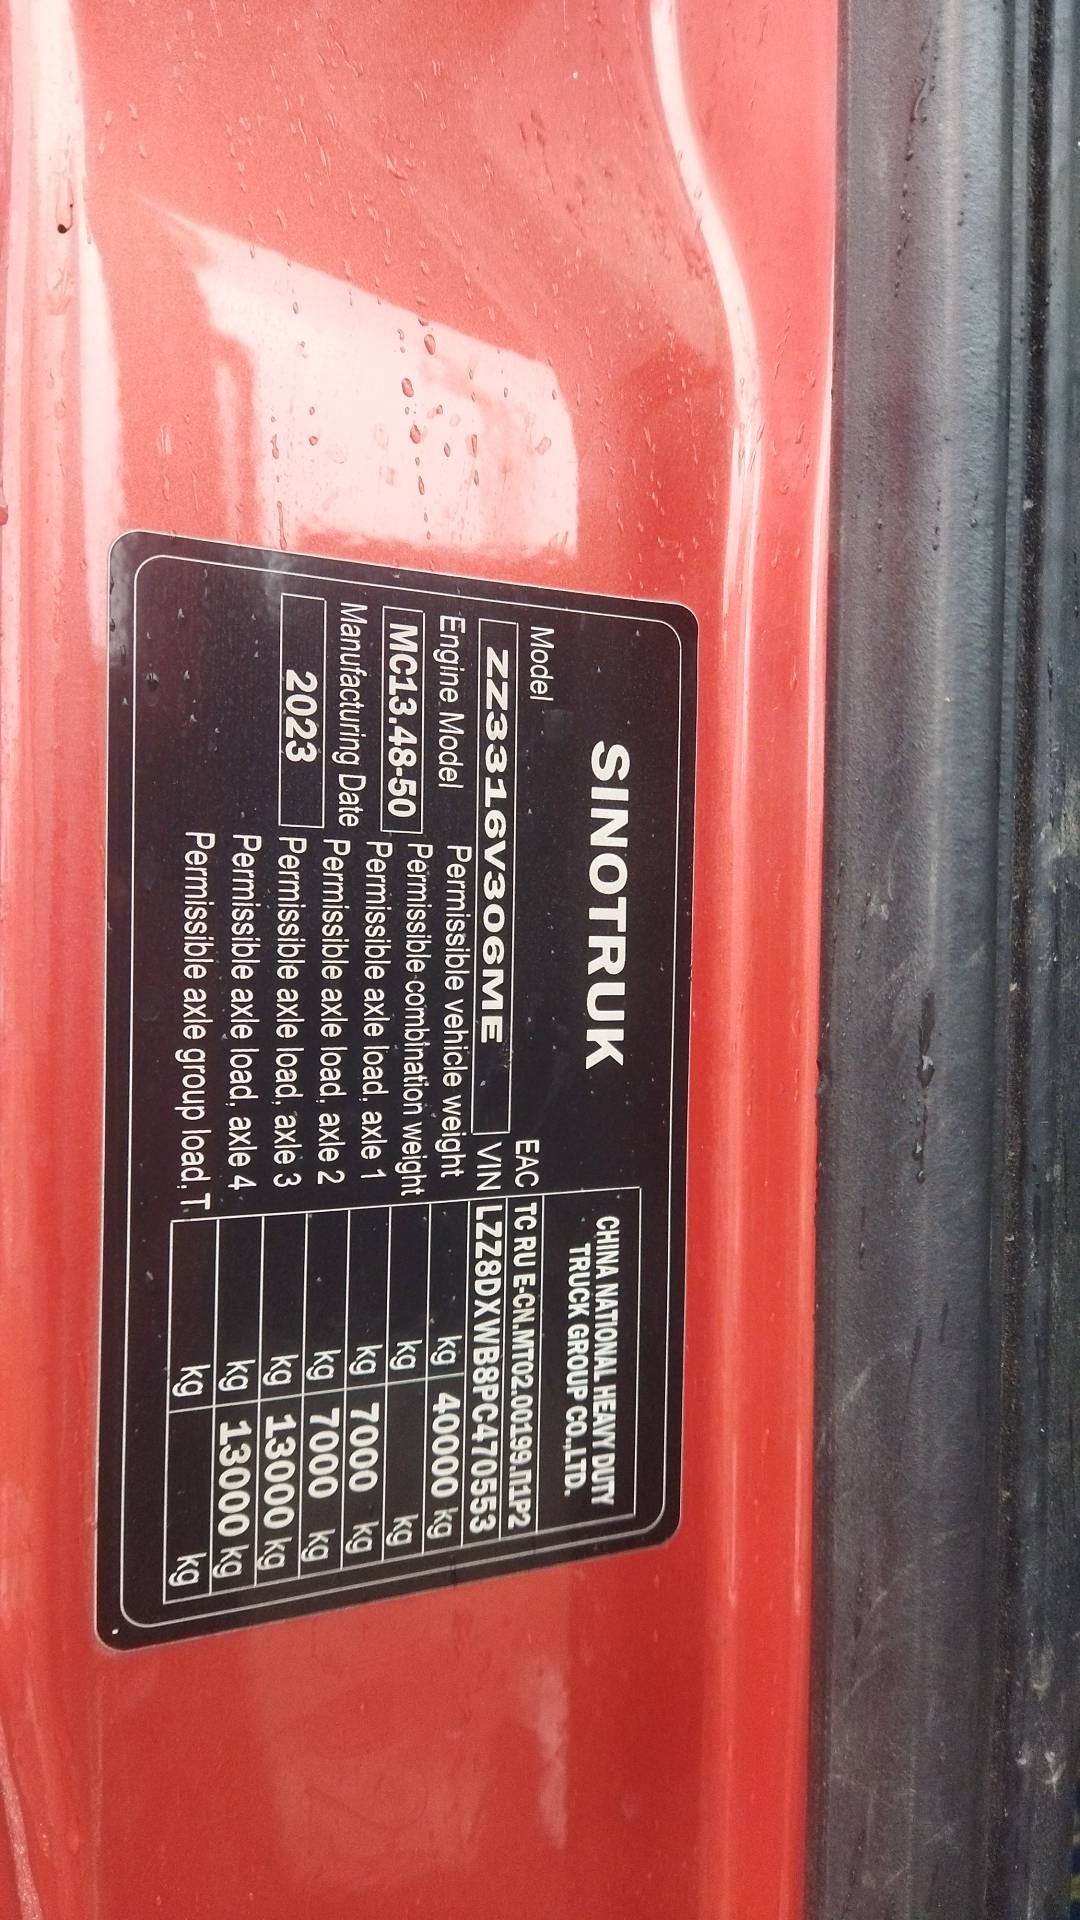 SINOTRUK
CHINA NATIONAL HEAVY DUTY
TRUCK GROUP CO.,LTD.
Model
EAC TC RU E-CN.MT02.00199.П1P2
ZZ3316V306ME
VIN LZZ8DXWB8PC470553
Engine Model
Permissible vehicle weight kg 40000 kg
MC13.48-50
Permissible combination weight kg kg
Permissible axle load, axle 1 kg 7000 kg
Manufacturing Date
Permissible axle load, axle 2 kg 7000 kg
2023
Permissible axle load, axle 3 kg 13000 kg
Permissible axle load, axle 4 kg 13000 kg
Permissible axle group load, T kg kg